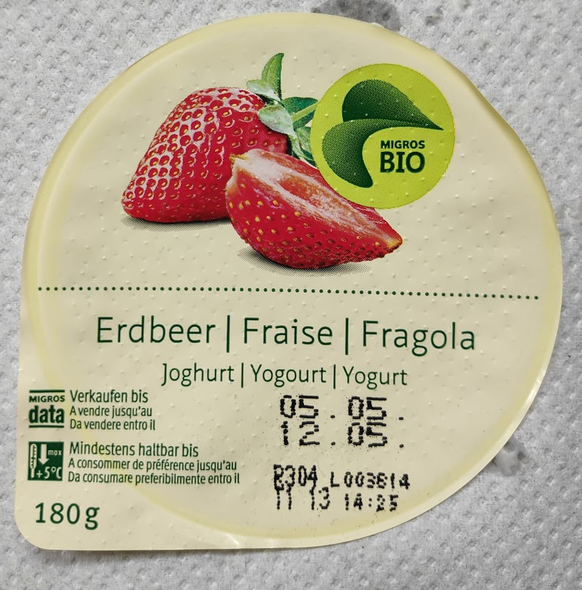 MIGROS
BIO
Erdbeer | Fraise | Fragola
Joghurt | Yogourt | Yogurt
MIGROS
data
Verkaufen bis
A vendre jusqu'au
Da vendere entro il
05.05.
12.05.
max
+5°C
Mindestens haltbar bis
A consommer de préférence jusqu'au
Da consumare preferibilmente entro il
L003614
11 13 14:25
180g